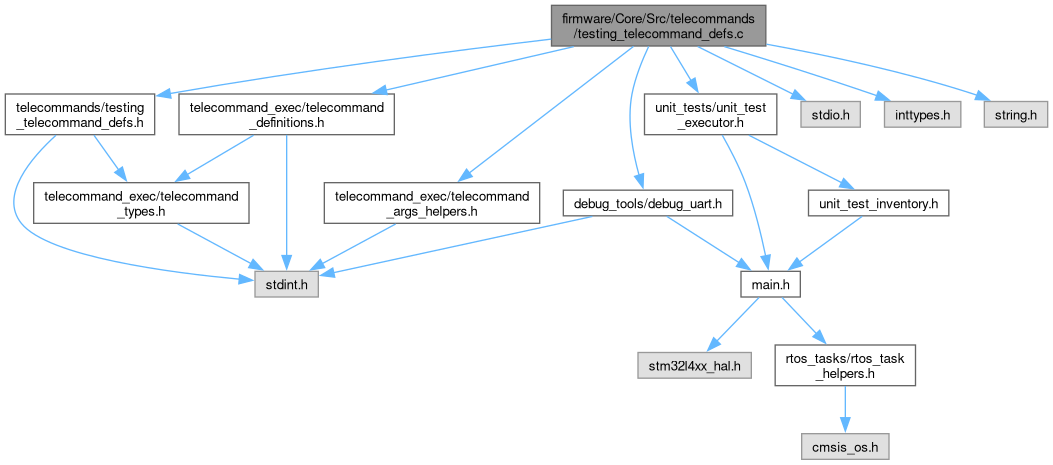 firmware/Core/Src/telecommands
/testing_telecommand_defs.c
telecommands/testing
_telecommand_defs.h
telecommand_exec/telecommand
_definitions.h
unit_tests/unit_test
_executor.h
stdio.h
inttypes.h
string.h
telecommand_exec/telecommand
_types.h
telecommand_exec/telecommand
_args_helpers.h
debug_tools/debug_uart.h
unit_test_inventory.h
stdint.h
main.h
stm32l4xx_hal.h
rtos_tasks/rtos_task
_helpers.h
cmsis_os.h